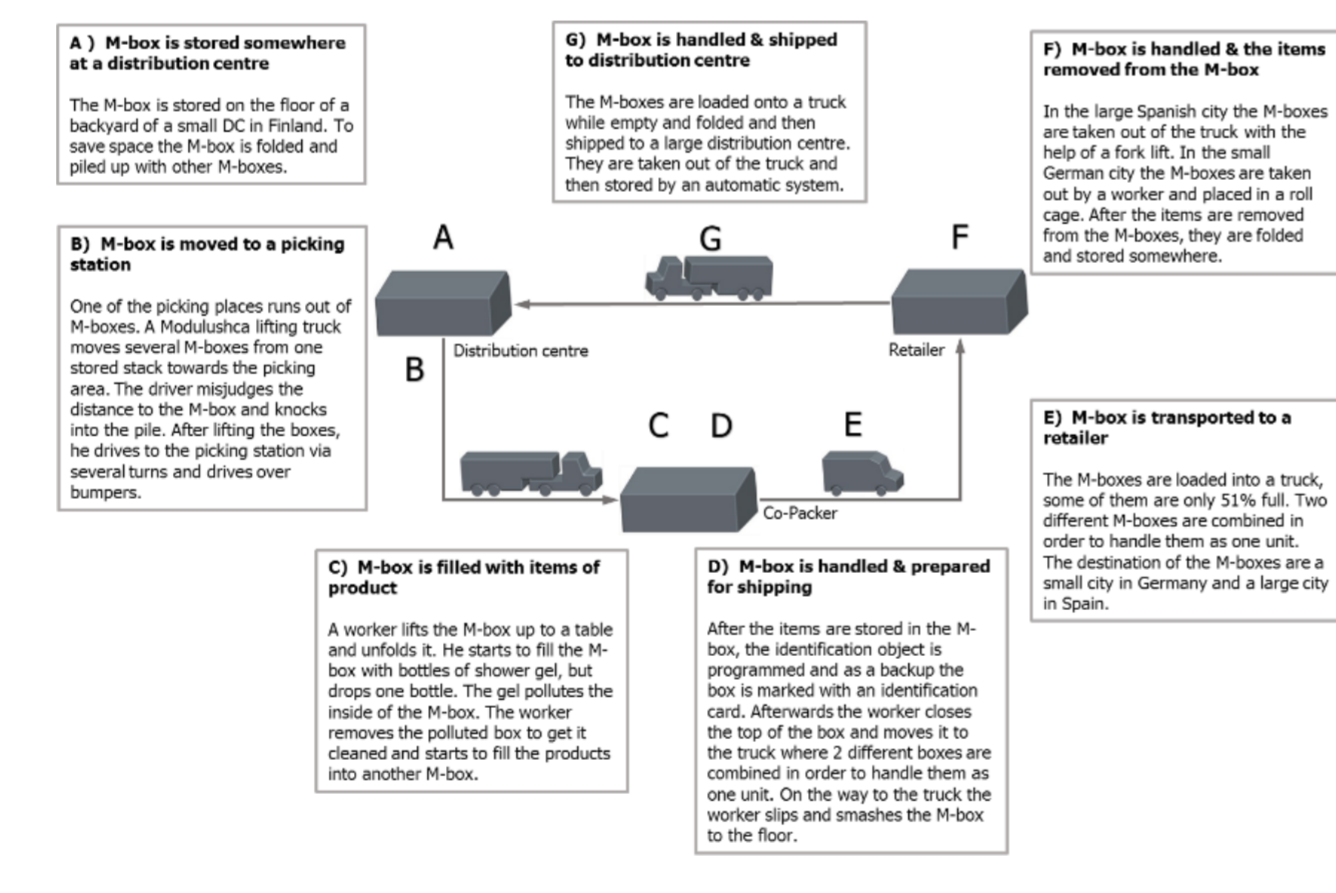 A ) M-box is stored somewhere
at a distribution centre
The M-box is stored on the floor of a
backyard of a small DC in Finland. To
save space the M-box is folded and
piled up with other M-boxes.
G) M-box is handled & shipped
to distribution centre
The M-boxes are loaded onto a truck
while empty and folded and then
shipped to a large distribution centre.
They are taken out of the truck and
then stored by an automatic system.
F) M-box is handled & the items
removed from the M-box
In the large Spanish city the M-boxes
are taken out of the truck with the
help of a fork lift. In the small
German city the M-boxes are taken
out by a worker and placed in a roll
cage. After the items are removed
from the M-boxes, they are folded
and stored somewhere.
B) M-box is moved to a picking
station
One of the picking places runs out of
M-boxes. A Modulushca lifting truck
moves several M-boxes from one
stored stack towards the picking
area. The driver misjudges the
distance to the M-box and knocks
into the pile. After lifting the boxes,
he drives to the picking station via
several turns and drives over
bumpers.
A
G
F
Distribution centre
Retailer
B
C
D
E
Co-Packer
E) M-box is transported to a
retailer
The M-boxes are loaded into a truck,
some of them are only 51% full. Two
different M-boxes are combined in
order to handle them as one unit.
The destination of the M-boxes are a
small city in Germany and a large city
in Spain.
C) M-box is filled with items of
product
A worker lifts the M-box up to a table
and unfolds it. He starts to fill the M-
box with bottles of shower gel, but
drops one bottle. The gel pollutes the
inside of the M-box. The worker
removes the polluted box to get it
cleaned and starts to fill the products
into another M-box.
D) M-box is handled & prepared
for shipping
After the items are stored in the M-
box, the identification object is
programmed and as a backup the
box is marked with an identification
card. Afterwards the worker closes
the top of the box and moves it to
the truck where 2 different boxes are
combined in order to handle them as
one unit. On the way to the truck the
worker slips and smashes the M-box
to the floor.